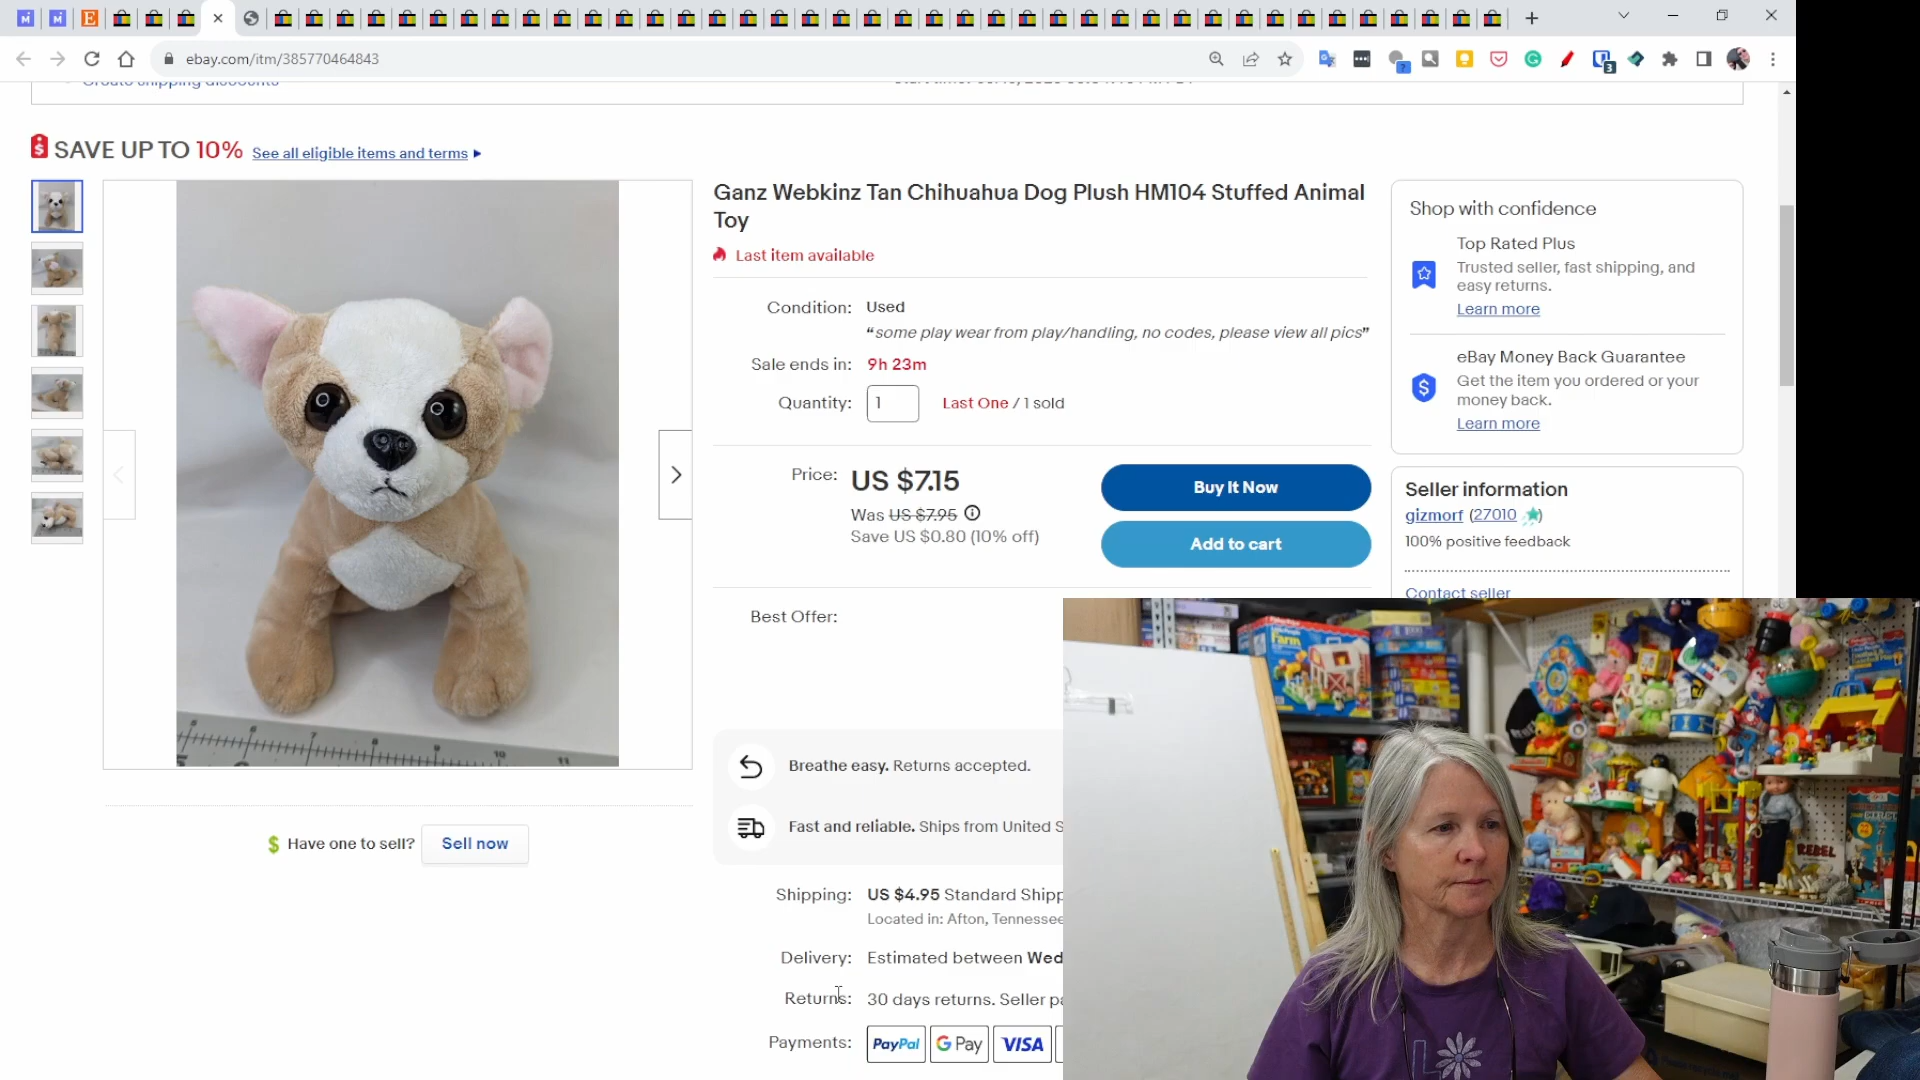 ebay.com/itm/385770464843
3
SAVE UP TO 10% See all eligible items and terms
Ganz Webkinz Tan Chihuahua Dog Plush HM104 Stuffed Animal
Toy
Last item available
Condition: Used
“some play wear from play/handling, no codes, please view all pics”
Sale ends in: 9h 23m
Quantity: 1 Last One / 1 sold
Price: US $7.15
Was US $7.95
Save US $0.80 (10% off)
Buy It Now
Add to cart
Best Offer:
Breathe easy. Returns accepted.
Fast and reliable. Ships from United S
Shipping: US $4.95 Standard Shipp
Located in: Afton, Tennessee
Delivery: Estimated between Wed
Returns: 30 days returns. Seller pa
Payments: PayPal G Pay VISA
Have one to sell? Sell now
Shop with confidence
Top Rated Plus
Trusted seller, fast shipping, and
easy returns.
Learn more
eBay Money Back Guarantee
Get the item you ordered or your
money back.
Learn more
Seller information
gizmorf (27010)
100% positive feedback
Contact seller
Farm
REBEL